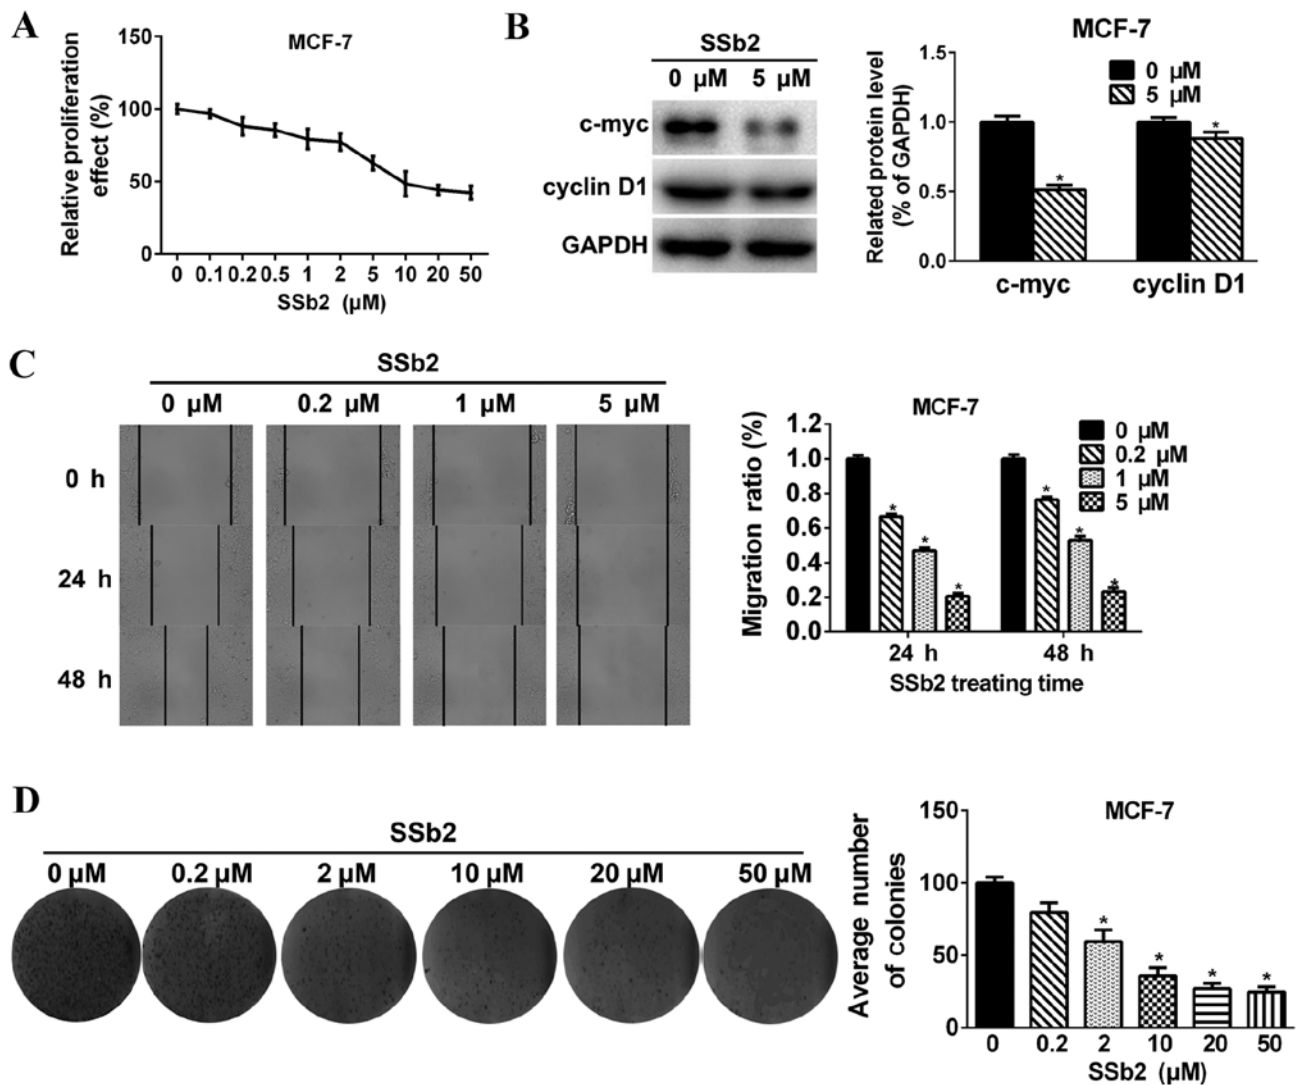 A
MCF-7
Relative proliferation
effect (%)
150
100
50
0
0 0.1 0.2 0.5 1 2 5 10 20 50
SSb2 (µM)
B
SSb2
0 µM 5 µM
c-myc
cyclin D1
GAPDH
MCF-7
Related protein level
(% of GAPDH)
1.5
1.0
0.5
0.0
0 µM
5 µM
* *
c-myc cyclin D1
C
SSb2
0 µM 0.2 µM 1 µM 5 µM
0 h
24 h
48 h
MCF-7
Migration ratio (%)
1.2
1.0
0.8
0.6
0.4
0.2
0.0
0 µM
0.2 µM
1 µM
5 µM
* * * * * *
24 h 48 h
SSb2 treating time
D
SSb2
0 µM 0.2 µM 2 µM 10 µM 20 µM 50 µM
MCF-7
Average number
of colonies
150
100
50
0
* * * *
0 0.2 2 10 20 50
SSb2 (µM)